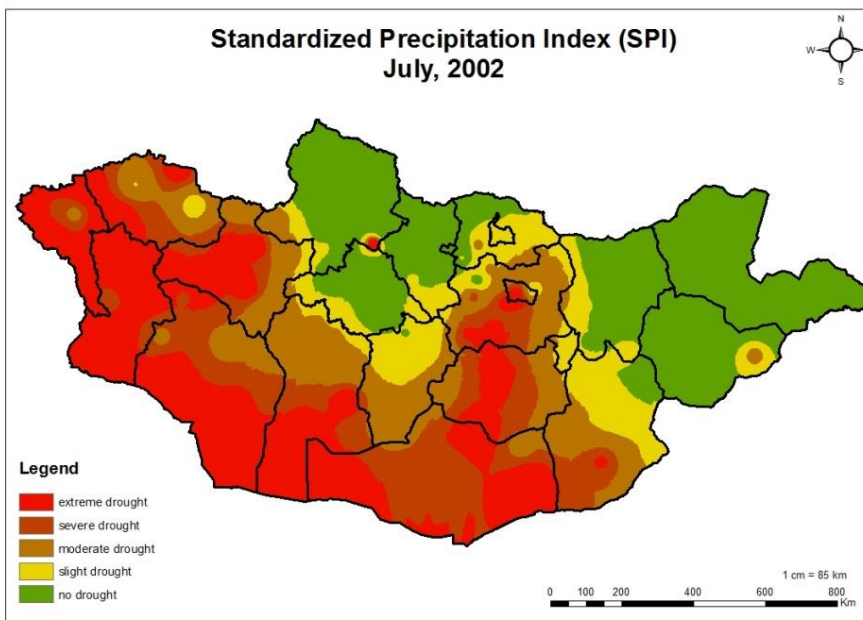 Standardized Precipitation Index (SPI)
July, 2002
N
W
S
Legend
extreme drought
severe drought
moderate drought
slight drought
no drought
1 cm = 85 km
0 100 200 400 600 800
Km